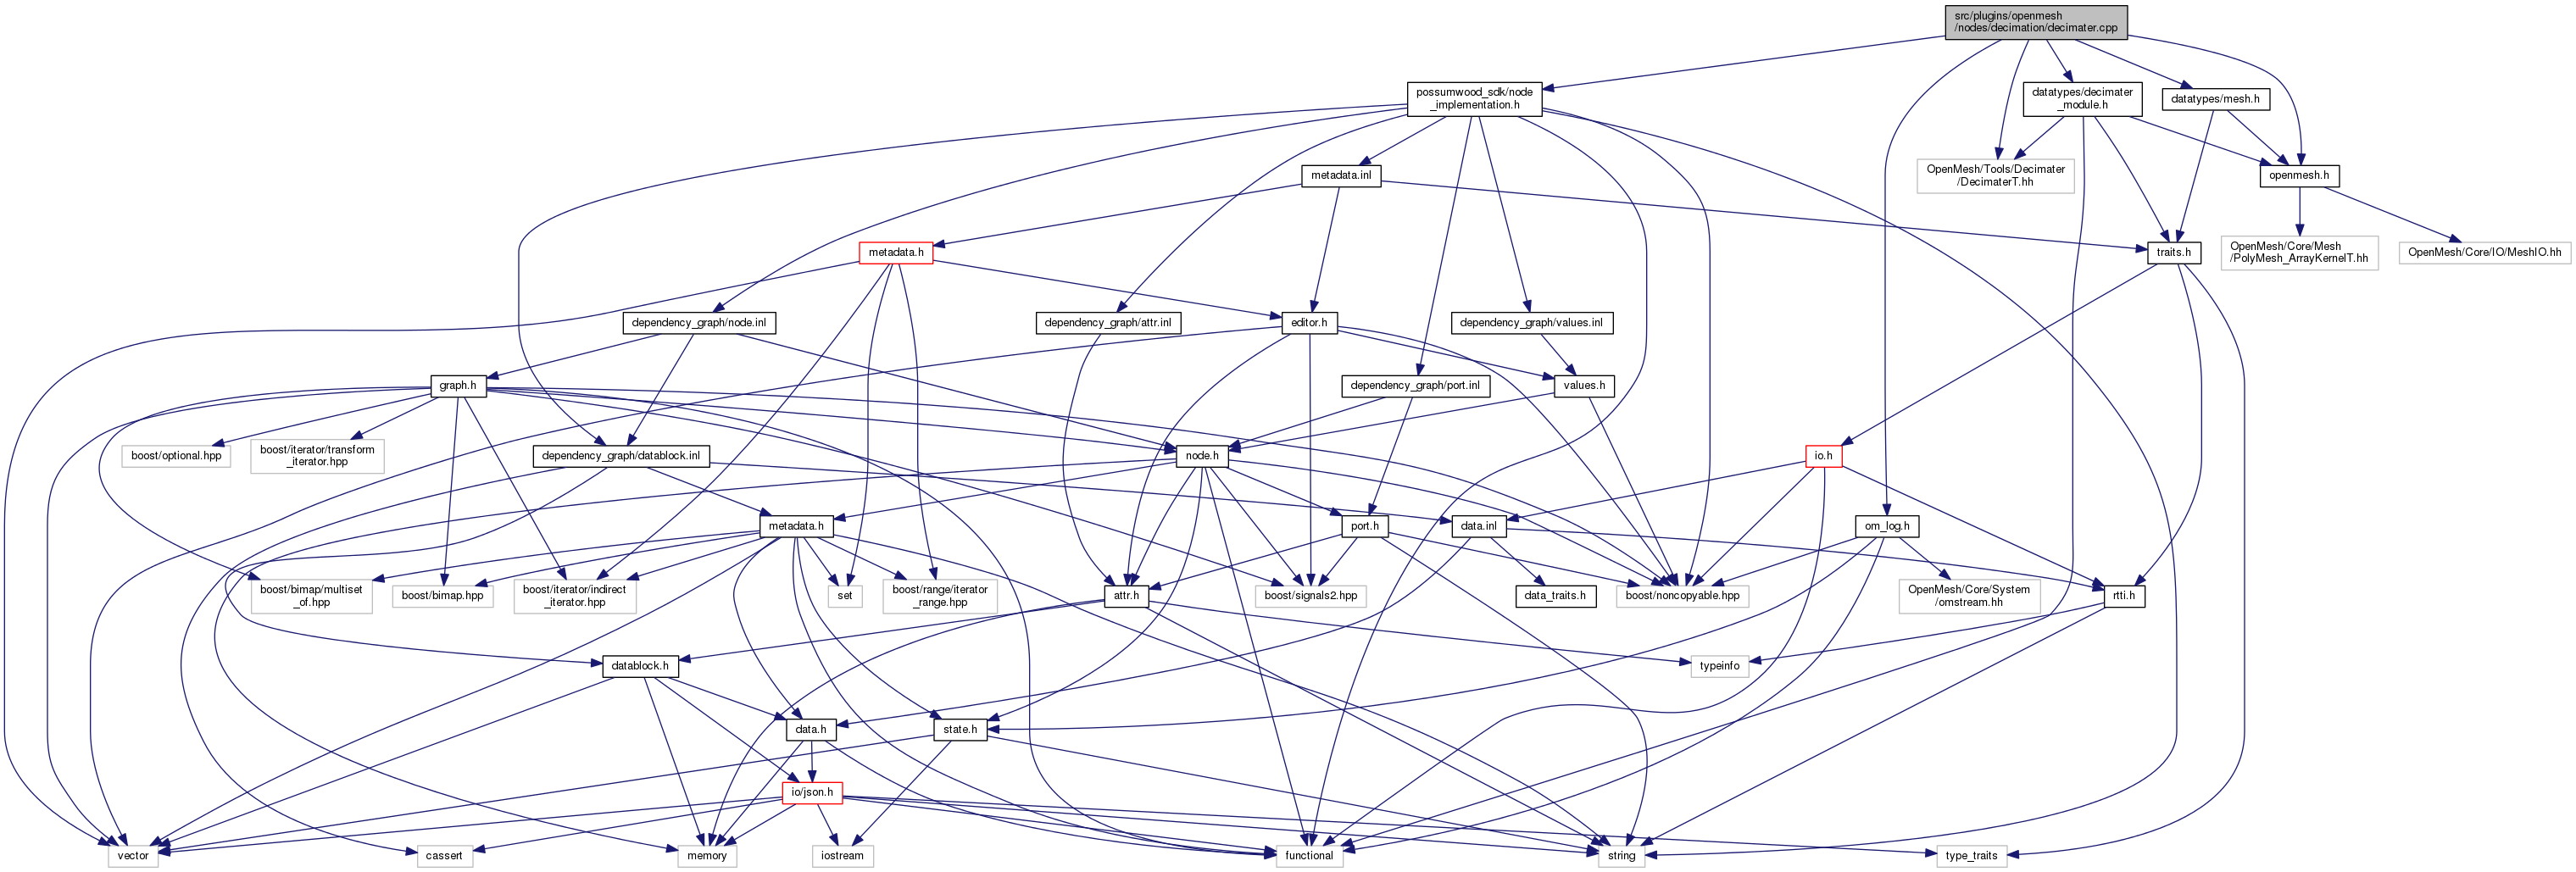 src/plugins/openmesh
/nodes/decimation/decimater.cpp
possumwood_sdk/node
_implementation.h
datatypes/decimater
_module.h
datatypes/mesh.h
metadata.inl
OpenMesh/Tools/Decimater
/DecimaterT.hh
openmesh.h
metadata.h
traits.h
OpenMesh/Core/Mesh
/PolyMesh_ArrayKernelT.hh
OpenMesh/Core/IO/MeshIO.hh
dependency_graph/node.inl
dependency_graph/attr.inl
editor.h
dependency_graph/values.inl
graph.h
dependency_graph/port.inl
values.h
boost/optional.hpp
boost/iterator/transform
_iterator.hpp
dependency_graph/datablock.inl
node.h
io.h
metadata.h
port.h
data.inl
om_log.h
boost/bimap/multiset
_of.hpp
boost/bimap.hpp
boost/iterator/indirect
_iterator.hpp
set
boost/range/iterator
_range.hpp
attr.h
boost/signals2.hpp
data_traits.h
boost/noncopyable.hpp
OpenMesh/Core/System
/omstream.hh
rtti.h
datablock.h
typeinfo
data.h
state.h
io/json.h
vector
cassert
memory
iostream
functional
string
type_traits